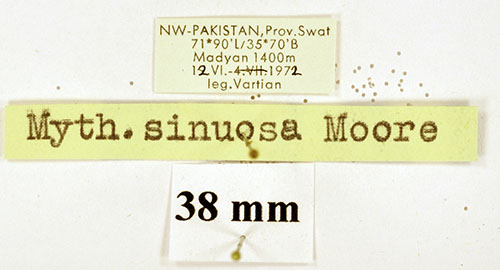 NW-PAKISTAN, Prov. Swat
71°90'L/35°70'B
Madyan 1400m
12 VI.-4.VII.1972
leg. Vartian
Myth. sinuosa Moore
38 mm